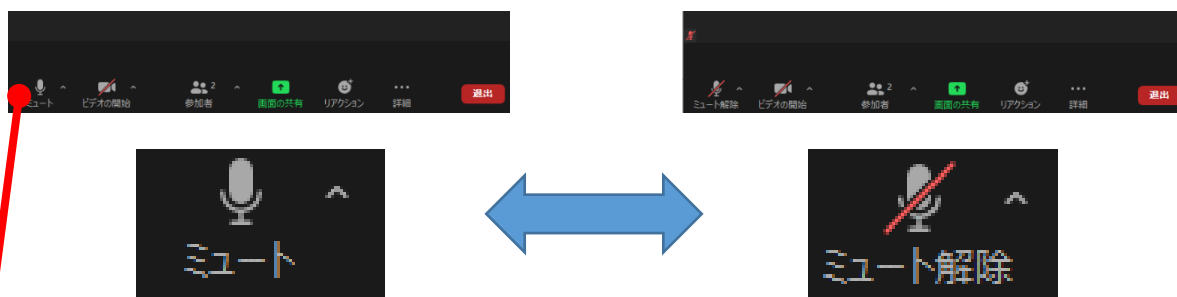 ミュート ビデオの開始 参加者 2 画面の共有 リアクション 詳細 退出
ミュート解除 ビデオの開始 参加者 2 画面の共有 リアクション 詳細 退出
ミュート
ミュート解除